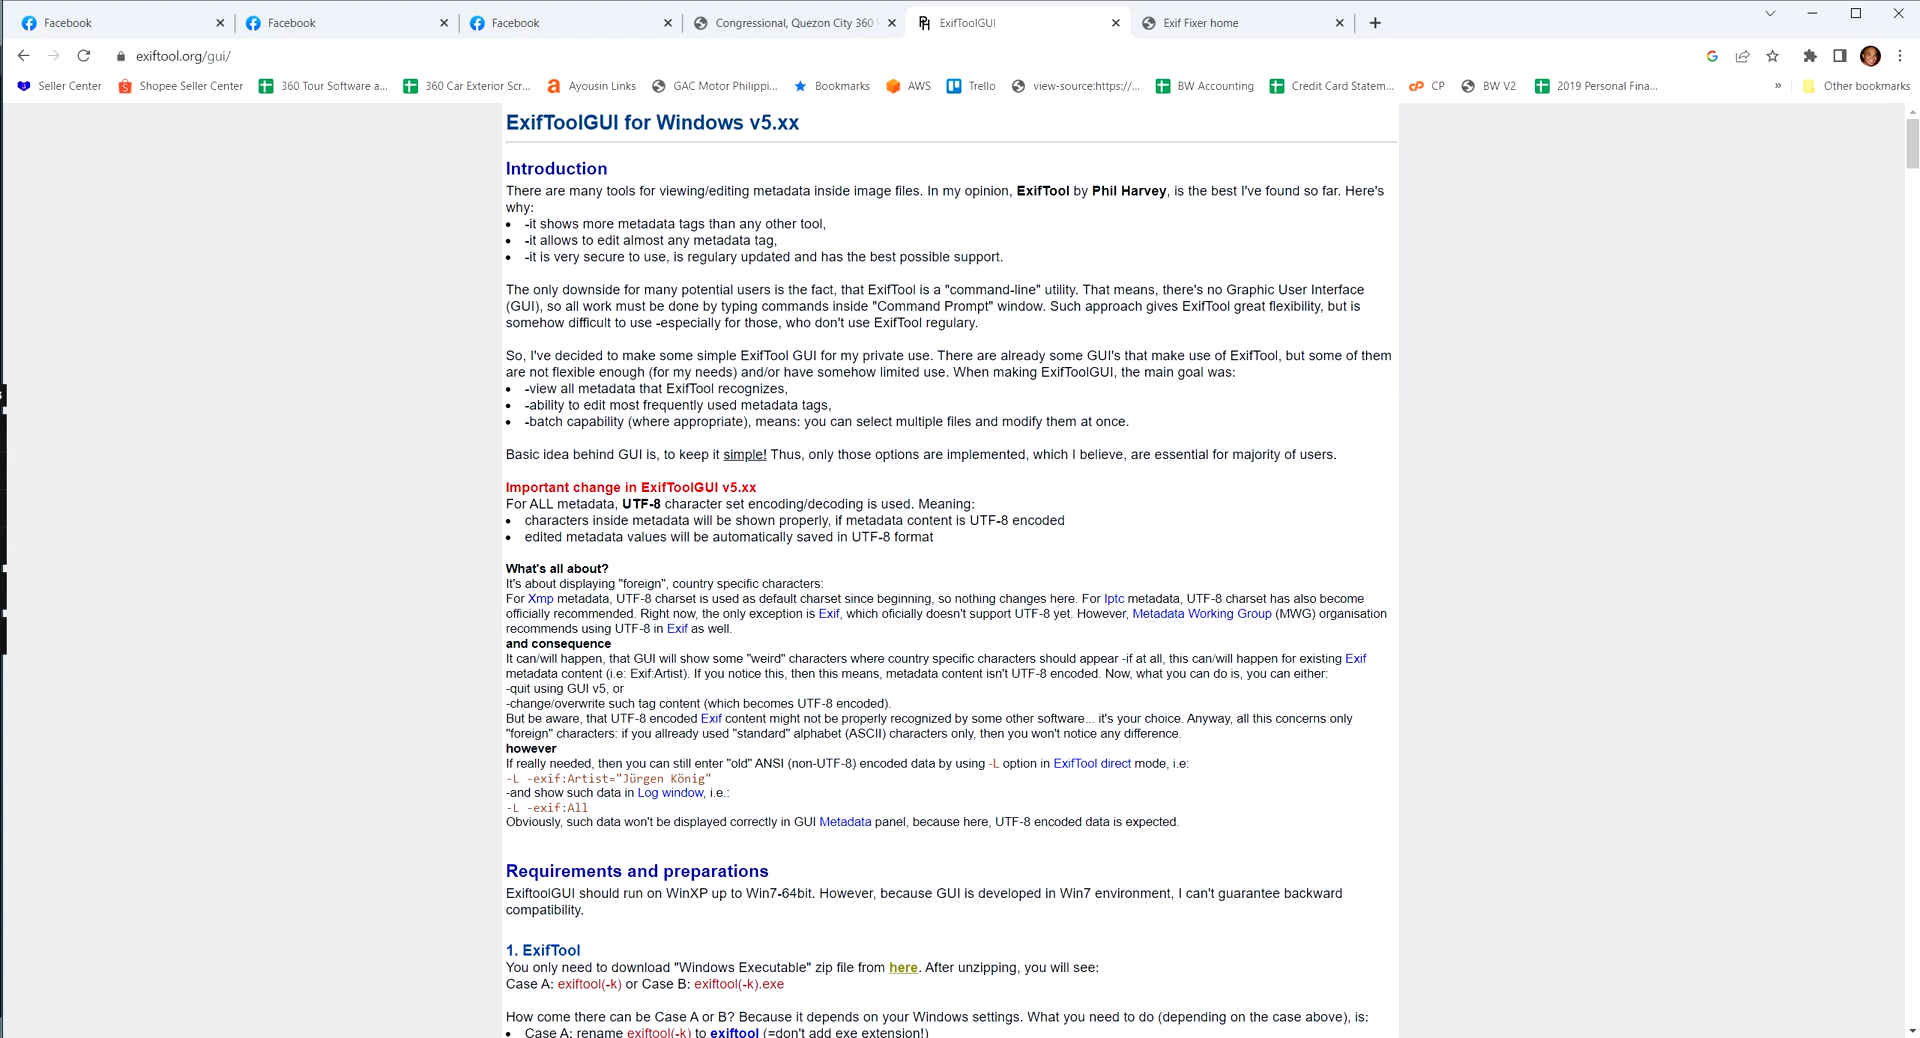 Facebook
Facebook
Facebook
Congressional, Quezon City 360
ExifToolGUI
Exif Fixer home
exiftool.org/gui/
Seller Center
Shopee Seller Center
360 Tour Software a...
360 Car Exterior Scr...
Ayousin Links
GAC Motor Philippi...
Bookmarks
AWS
Trello
view-source:https://...
BW Accounting
Credit Card Statem...
CP
BW V2
2019 Personal Fina...
»
Other bookmarks
ExifToolGUI for Windows v5.xx
Introduction
There are many tools for viewing/editing metadata inside image files. In my opinion, ExifTool by Phil Harvey, is the best I've found so far. Here's
why:
• -it shows more metadata tags than any other tool,
• -it allows to edit almost any metadata tag,
• -it is very secure to use, is regulary updated and has the best possible support.
The only downside for many potential users is the fact, that ExifTool is a "command-line" utility. That means, there's no Graphic User Interface
(GUI), so all work must be done by typing commands inside "Command Prompt" window. Such approach gives ExifTool great flexibility, but is
somehow difficult to use -especially for those, who don't use ExifTool regulary.
So, I've decided to make some simple ExifTool GUI for my private use. There are already some GUI's that make use of ExifTool, but some of them
are not flexible enough (for my needs) and/or have somehow limited use. When making ExifToolGUI, the main goal was:
• -view all metadata that ExifTool recognizes,
• -ability to edit most frequently used metadata tags,
• -batch capability (where appropriate), means: you can select multiple files and modify them at once.
Basic idea behind GUI is, to keep it simple! Thus, only those options are implemented, which I believe, are essential for majority of users.
Important change in ExifToolGUI v5.xx
For ALL metadata, UTF-8 character set encoding/decoding is used. Meaning:
• characters inside metadata will be shown properly, if metadata content is UTF-8 encoded
• edited metadata values will be automatically saved in UTF-8 format
What's all about?
It's about displaying "foreign", country specific characters:
For Xmp metadata, UTF-8 charset is used as default charset since beginning, so nothing changes here. For Iptc metadata, UTF-8 charset has also become
officially recommended. Right now, the only exception is Exif, which oficially doesn't support UTF-8 yet. However, Metadata Working Group (MWG) organisation
recommends using UTF-8 in Exif as well.
and consequence
It can/will happen, that GUI will show some "weird" characters where country specific characters should appear -if at all, this can/will happen for existing Exif
metadata content (i.e: Exif:Artist). If you notice this, then this means, metadata content isn't UTF-8 encoded. Now, what you can do is, you can either:
-quit using GUI v5, or
-change/overwrite such tag content (which becomes UTF-8 encoded).
But be aware, that UTF-8 encoded Exif content might not be properly recognized by some other software... it's your choice. Anyway, all this concerns only
"foreign" characters: if you allready used "standard" alphabet (ASCII) characters only, then you won't notice any difference.
however
If really needed, then you can still enter "old" ANSI (non-UTF-8) encoded data by using -L option in ExifTool direct mode, i.e:
-L -exif:Artist="Jürgen König"
-and show such data in Log window, i.e.:
-L -exif:All
Obviously, such data won't be displayed correctly in GUI Metadata panel, because here, UTF-8 encoded data is expected.
Requirements and preparations
ExiftoolGUI should run on WinXP up to Win7-64bit. However, because GUI is developed in Win7 environment, I can't guarantee backward
compatibility.
1. ExifTool
You only need to download "Windows Executable" zip file from here. After unzipping, you will see:
Case A: exiftool(-k) or Case B: exiftool(-k).exe
How come there can be Case A or B? Because it depends on your Windows settings. What you need to do (depending on the case above), is:
• Case A: rename exiftool(-k) to exiftool (=don't add exe extension!)